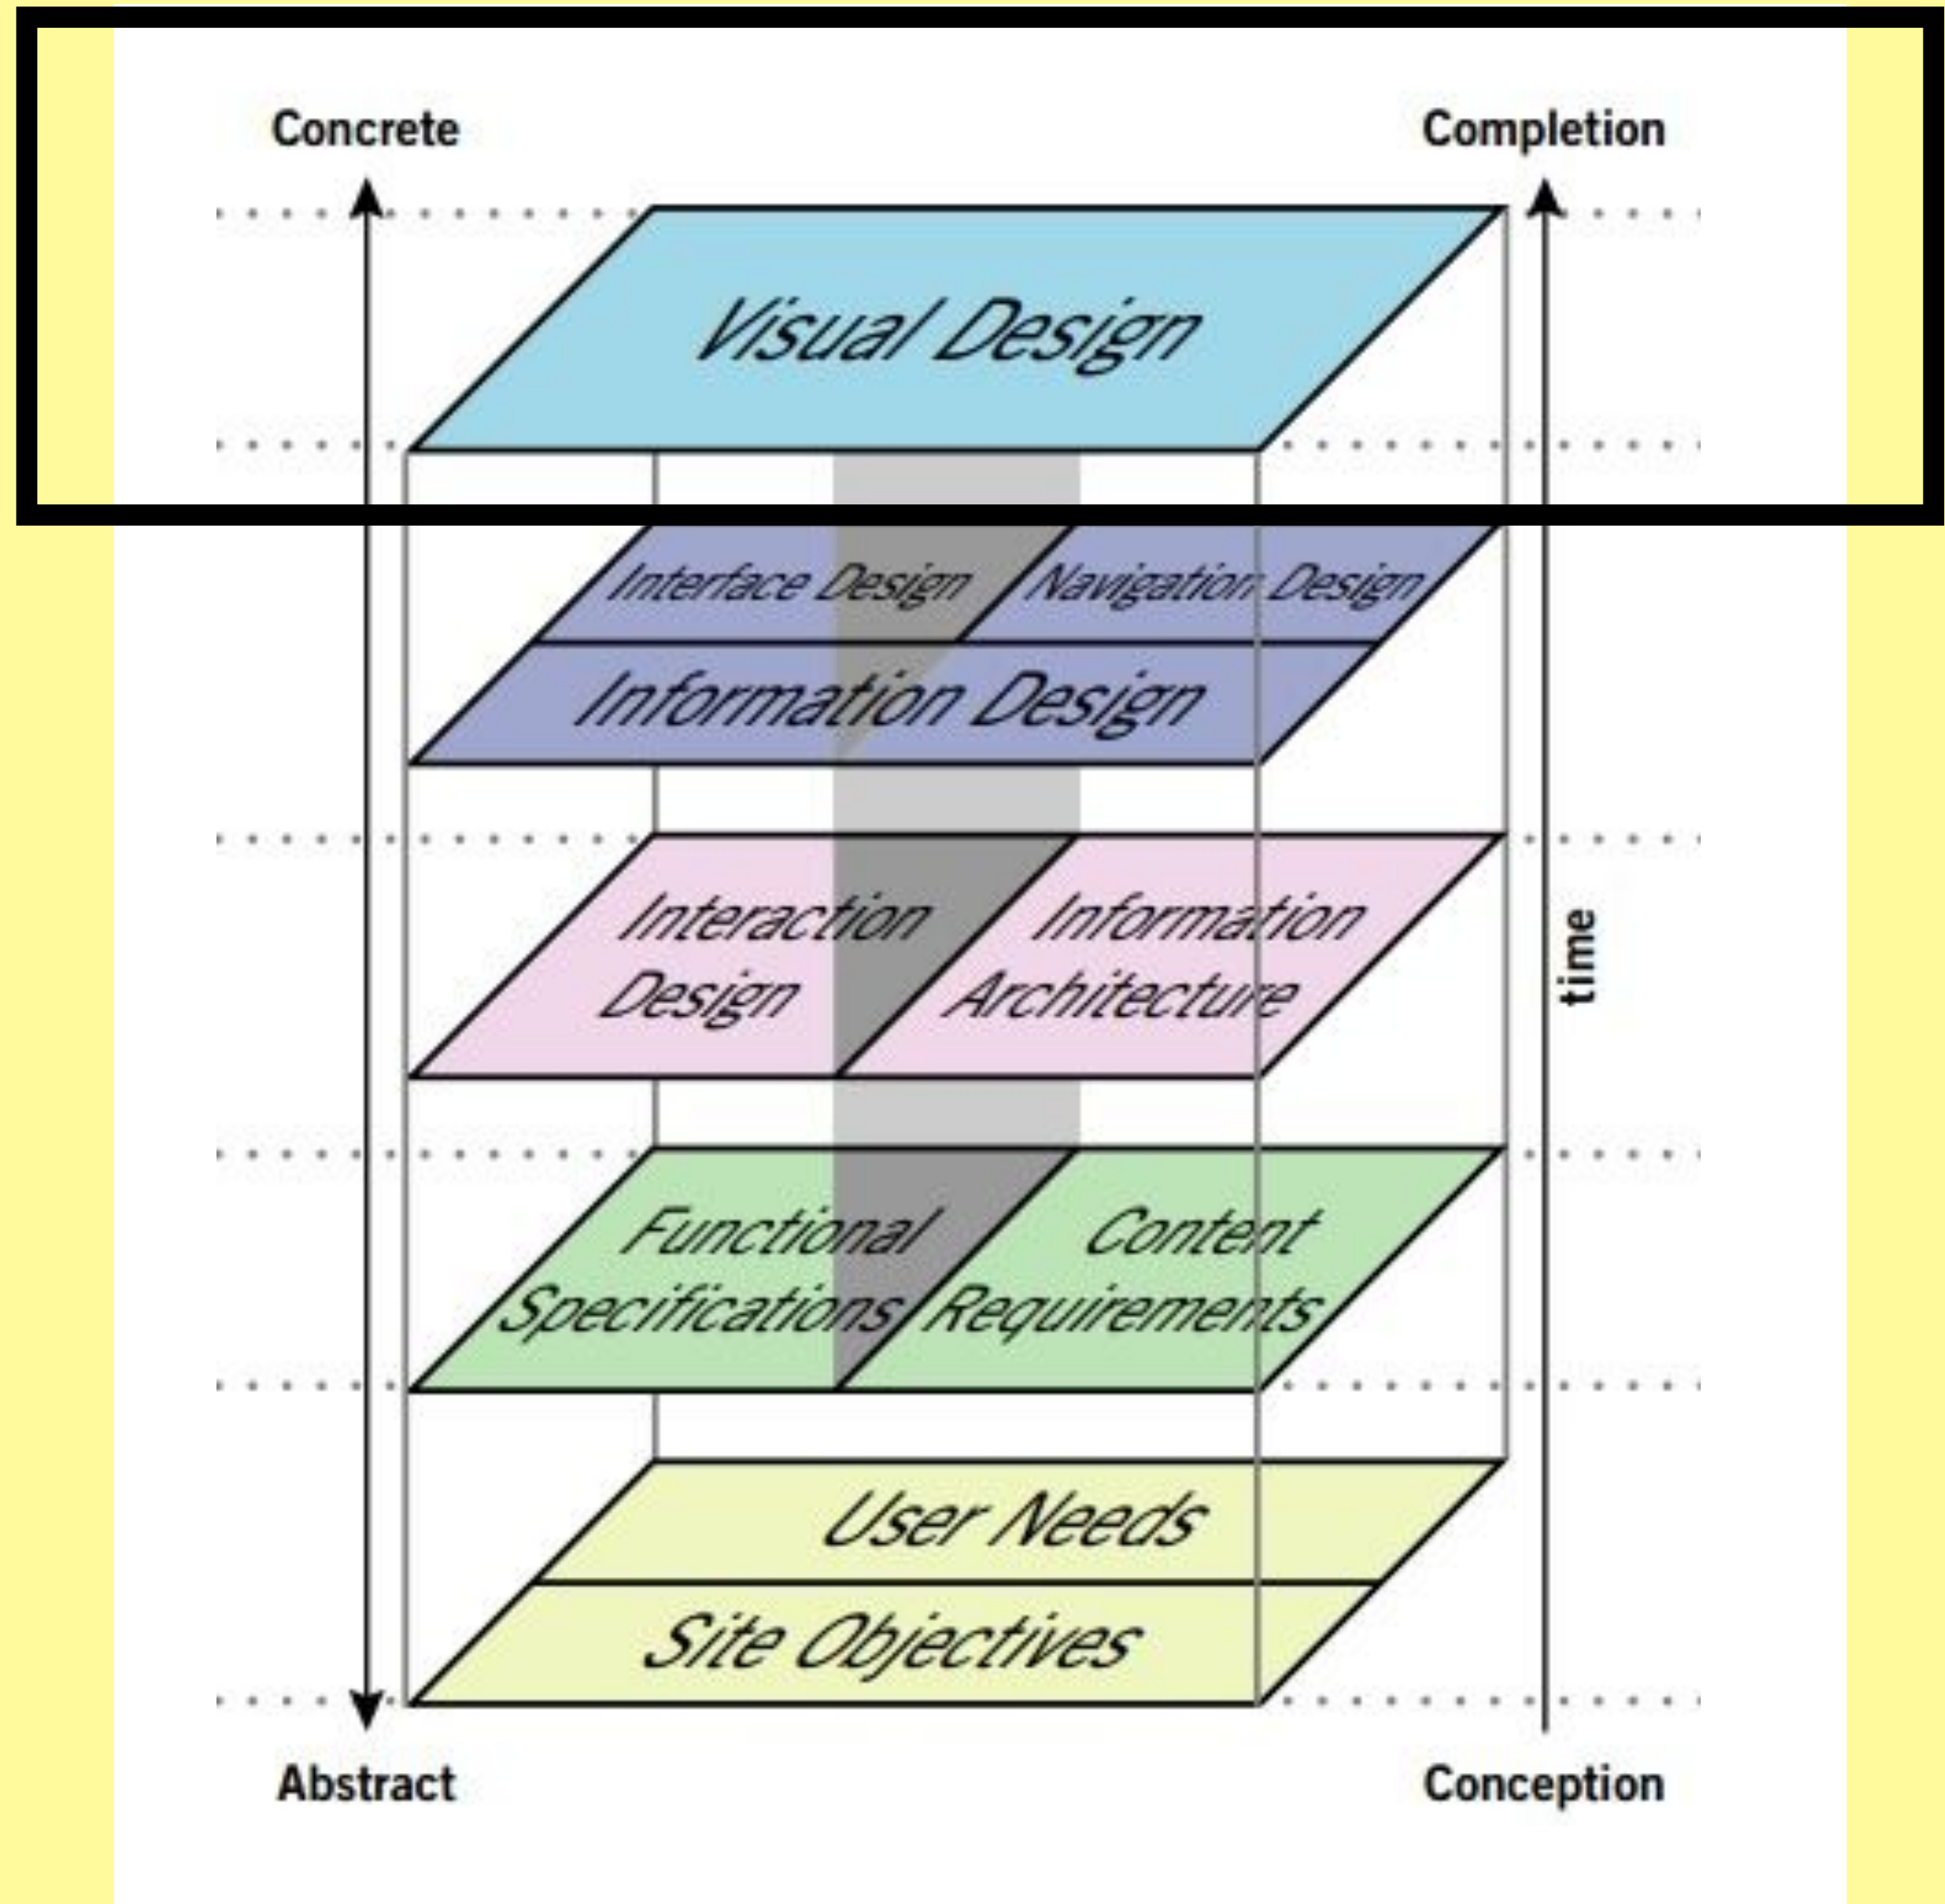 Concrete
Completion
Visual Design
Interface Design
Navigation Design
Information Design
Interaction
Design
Information
Architecture
time
Functional
Specifications
Content
Requirements
User Needs
Site Objectives
Abstract
Conception